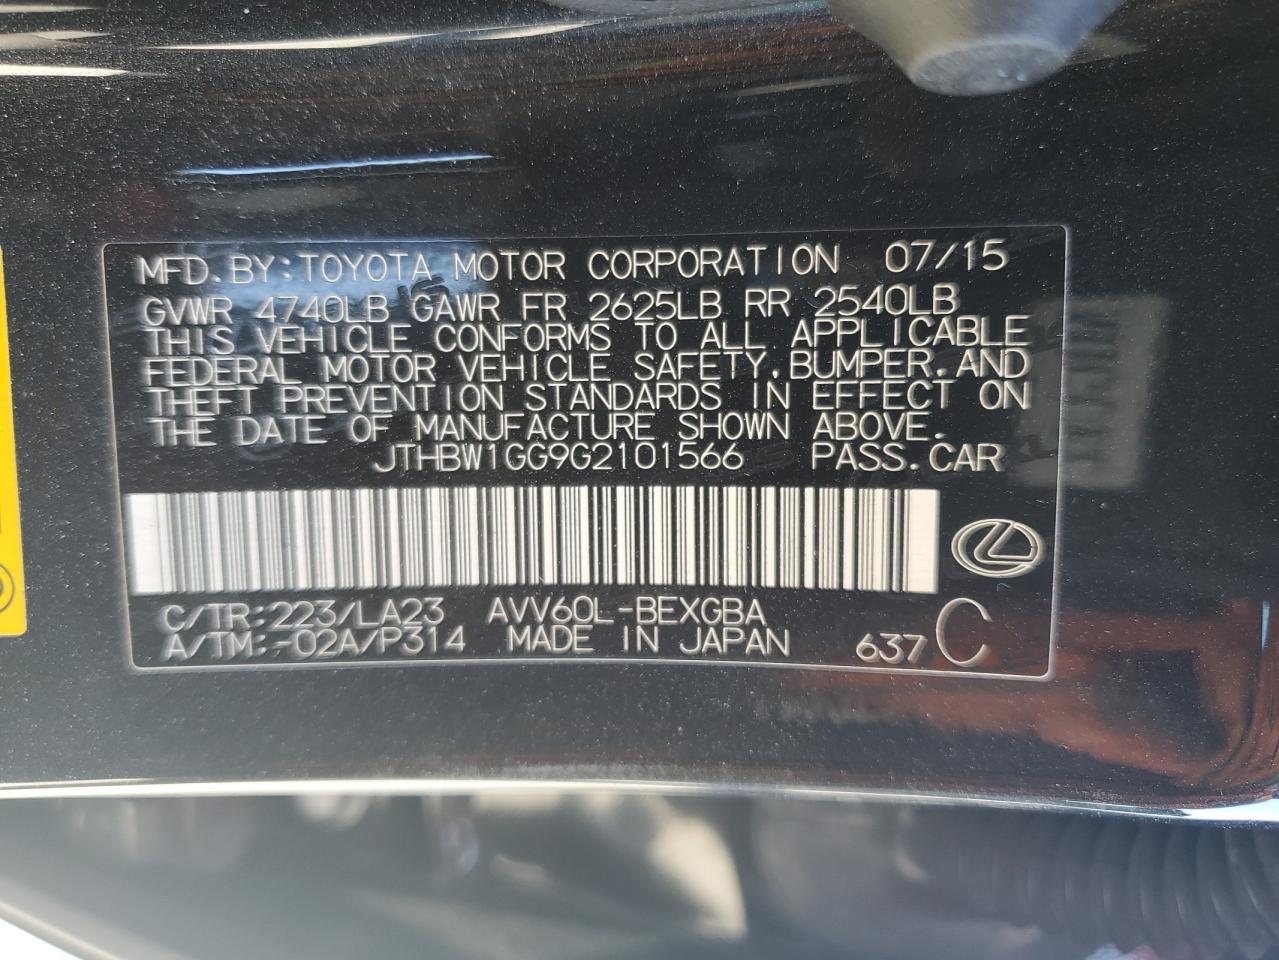 MFD.BY:TOYOTA MOTOR CORPORATION 07/15
GVWR 4740LB GAWR FR 2625LB RR 2540LB
THIS VEHICLE CONFORMS TO ALL APPLICABLE
FEDERAL MOTOR VEHICLE SAFETY,BUMPER,AND
THEFT PREVENTION STANDARDS IN EFFECT ON
THE DATE OF MANUFACTURE SHOWN ABOVE.
JTHBW1GG9G2101566 PASS.CAR
C/TR:223/LA23 AVV60L-BEXGBA
A/TM:-02A/P314 MADE IN JAPAN 637 C